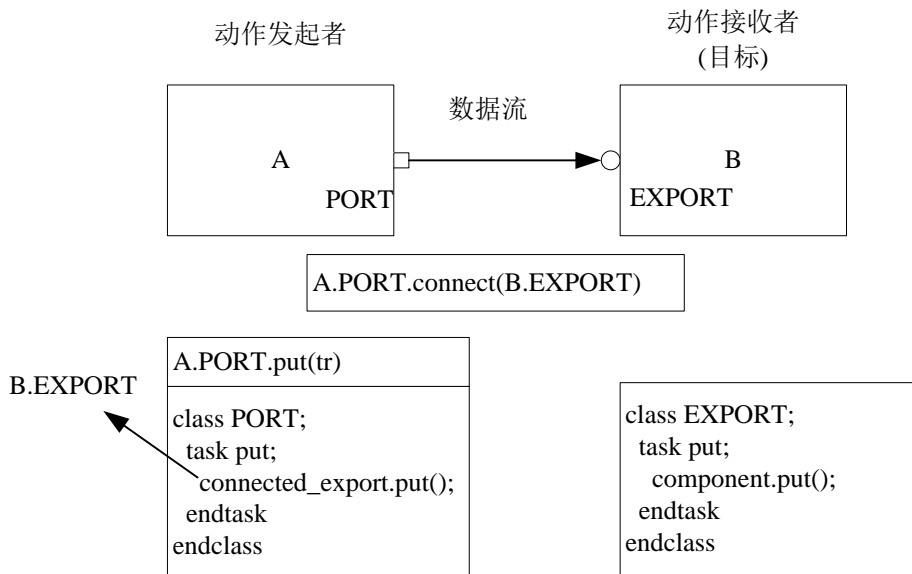 动作发起者
动作接收者
(目标)
数据流
A
B
PORT
EXPORT
A.PORT.connect(B.EXPORT)
B.EXPORT
A.PORT.put(tr)
class PORT;
task put;
connected_export.put();
endtask
endclass
class EXPORT;
task put;
component.put();
endtask
endclass